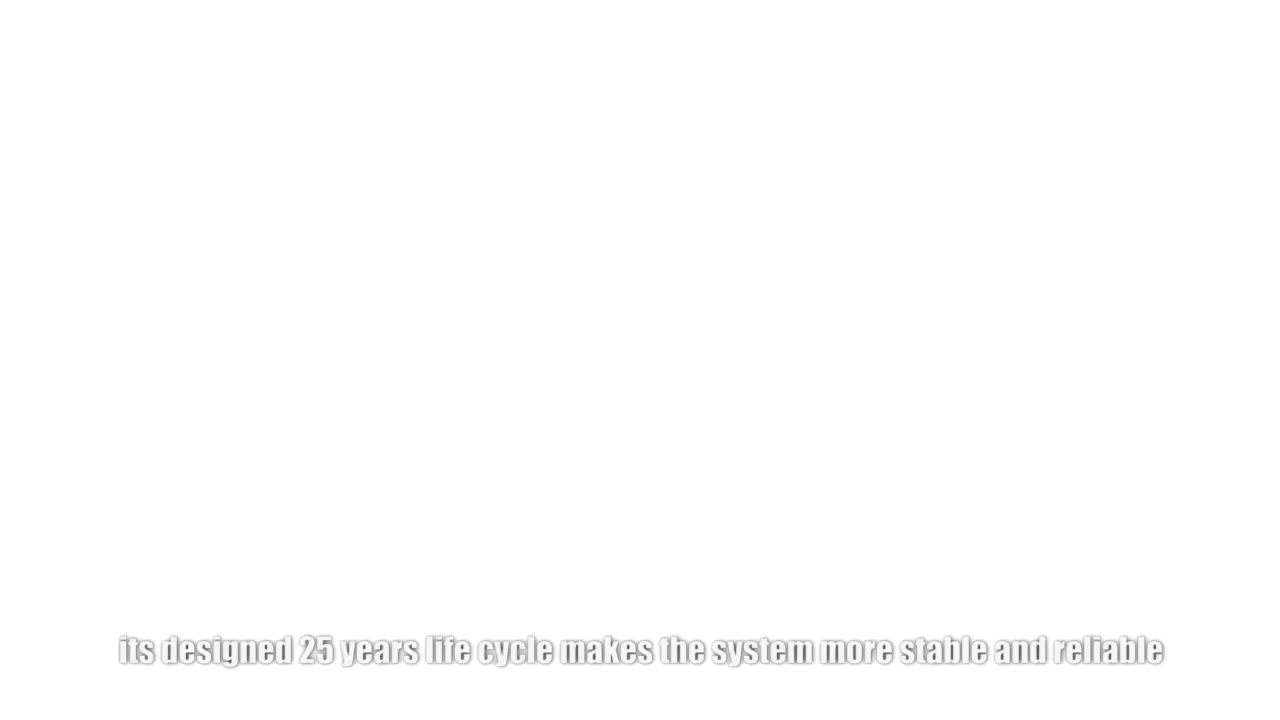 its designed 25 years life cycle makes the system more stable and reliable